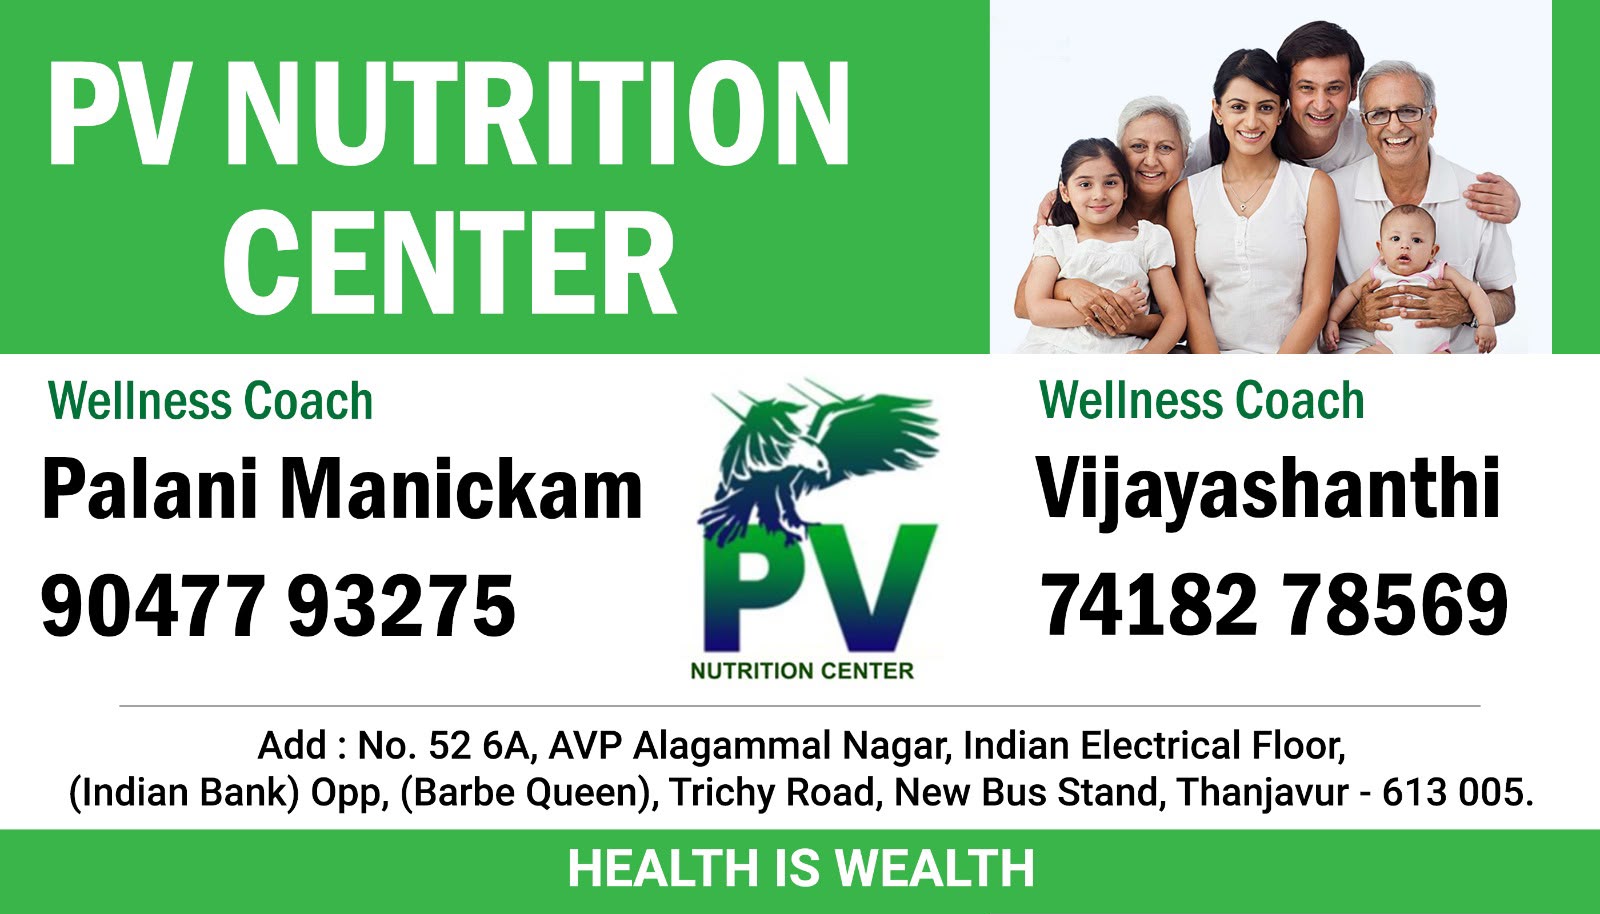 PV NUTRITION
CENTER
Wellness Coach
Palani Manickam
90477 93275
PV
NUTRITION CENTER
Wellness Coach
Vijayashanthi
74182 78569
Add : No. 52 6A, AVP Alagammal Nagar, Indian Electrical Floor,
(Indian Bank) Opp, (Barbe Queen), Trichy Road, New Bus Stand, Thanjavur - 613 005.
HEALTH IS WEALTH